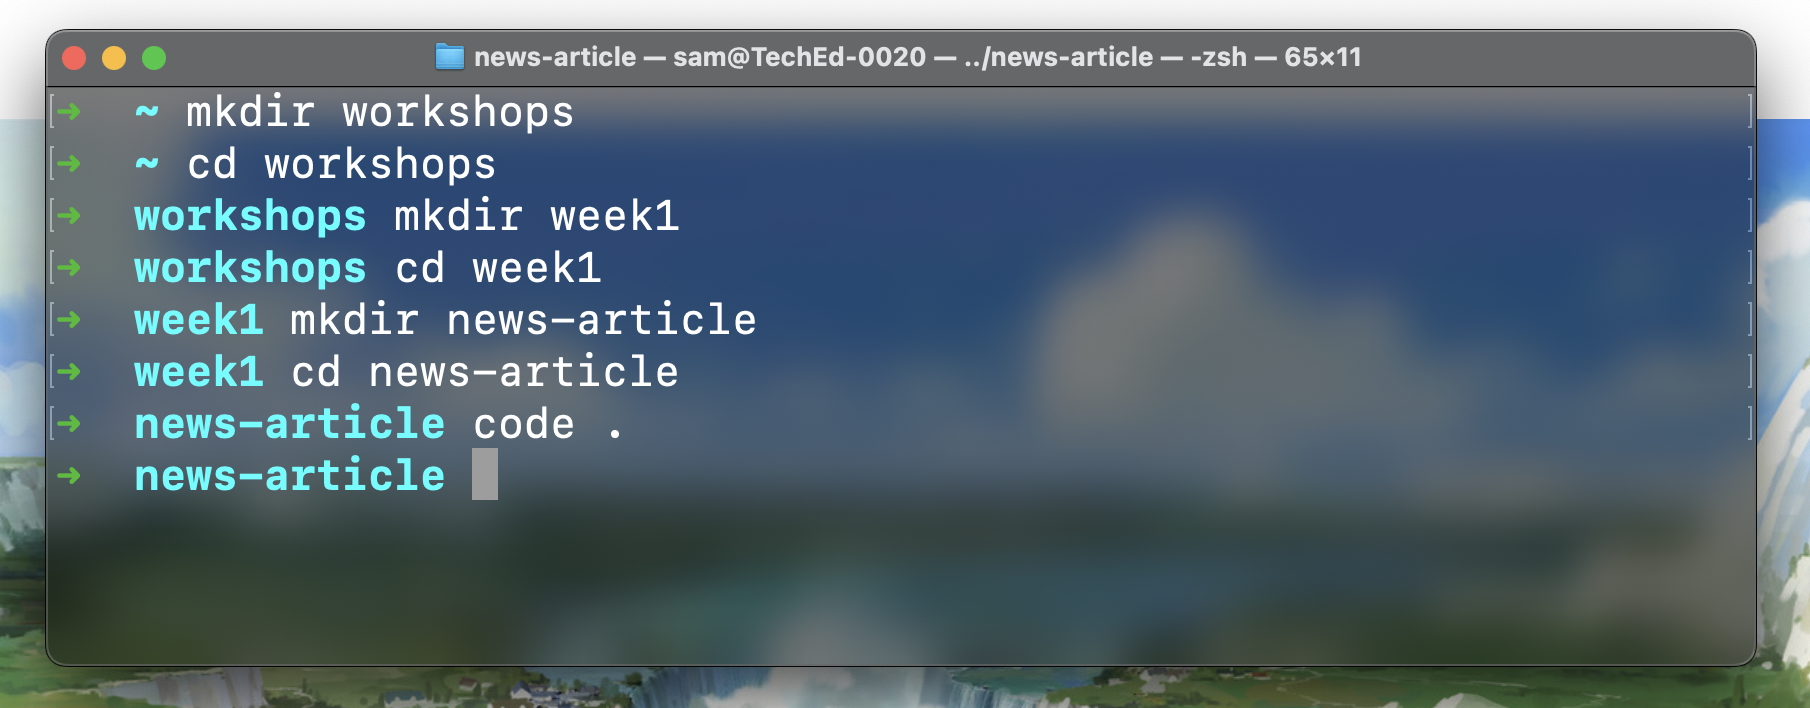 news-article — sam@TechEd-0020 — ../news-article — -zsh — 65×11
[➜  ~ mkdir workshops ]
[➜  ~ cd workshops ]
[➜  workshops mkdir week1 ]
[➜  workshops cd week1 ]
[➜  week1 mkdir news-article ]
[➜  week1 cd news-article ]
[➜  news-article code . ]
➜  news-article